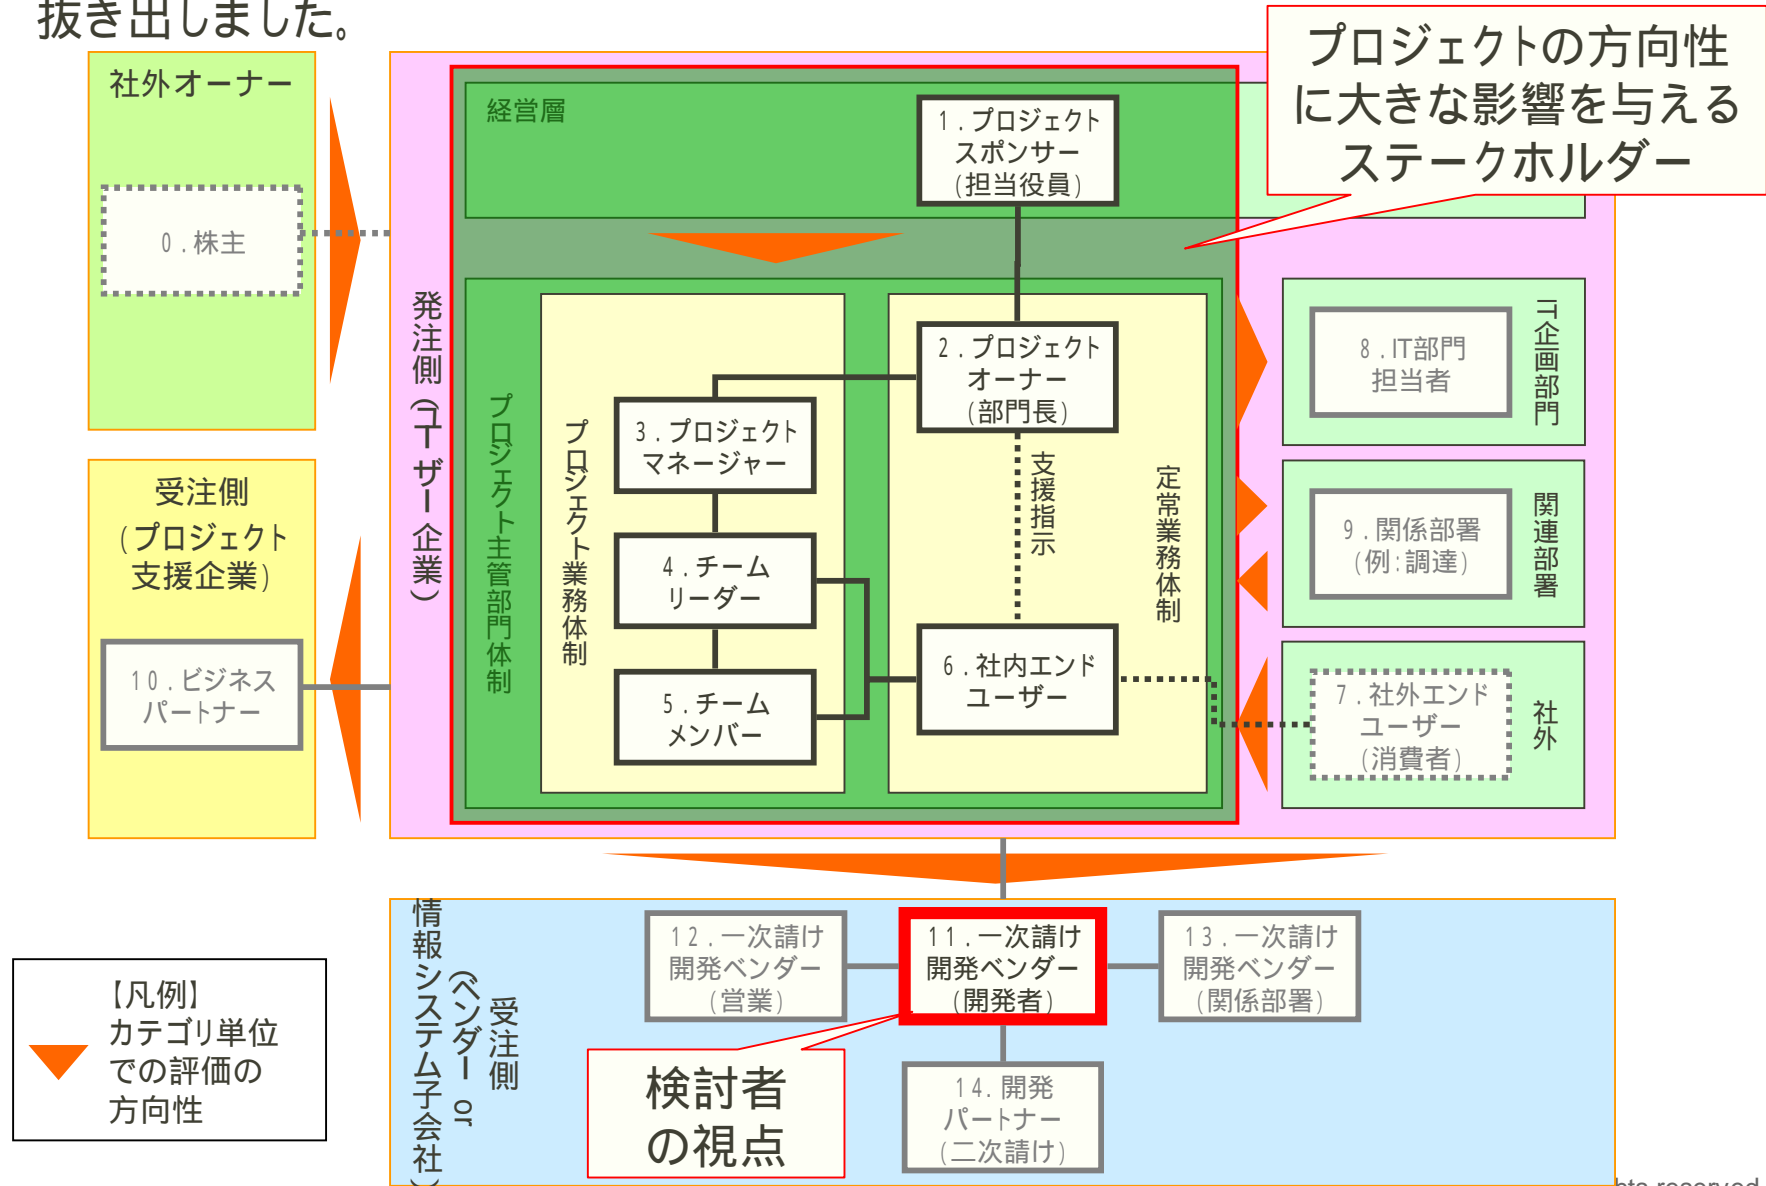 抜き出しました。
社外オーナー
0.株主
受注側
(プロジェクト
支援企業)
10.ビジネス
パートナー
発注側(ユーザー企業)
経営層
1.プロジェクト
スポンサー
(担当役員)
プロジェクトの方向性
に大きな影響を与える
ステークホルダー
プロジェクト主管部門体制
プロジェクト業務体制
3.プロジェクト
マネージャー
4.チーム
リーダー
5.チーム
メンバー
2.プロジェクト
オーナー
(部門長)
支援指示
定常業務体制
6.社内エンド
ユーザー
8.IT部門
担当者
IT企画部門
9.関係部署
(例:調達)
関連部署
7.社外エンド
ユーザー
(消費者)
社外
受注側
(ベンダー or
情報システム子会社)
12.一次請け
開発ベンダー
(営業)
11.一次請け
開発ベンダー
(開発者)
13.一次請け
開発ベンダー
(関係部署)
14.開発
パートナー
(二次請け)
検討者
の視点
【凡例】
カテゴリ単位
での評価の
方向性